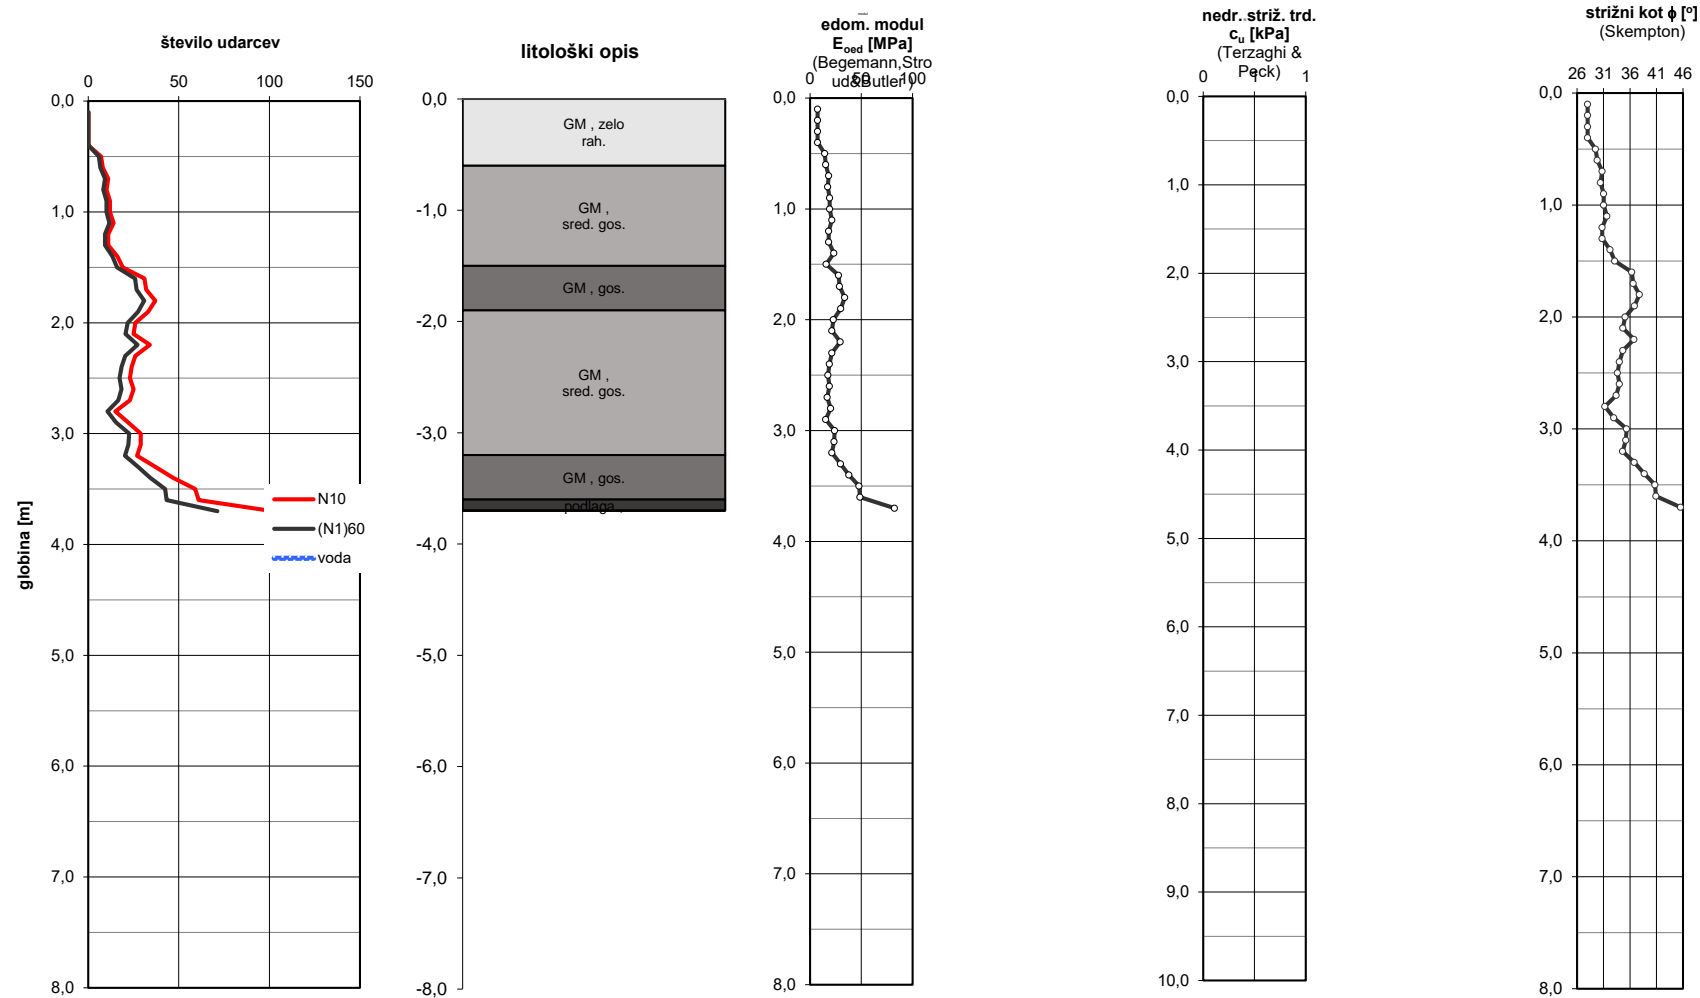 število udarcev
0 50 100 150
0,0
1,0
2,0
3,0
4,0
5,0
6,0
7,0
8,0
globina [m]
N10
(N1)60
voda
litološki opis
0,0
-1,0
-2,0
-3,0
-4,0
-5,0
-6,0
-7,0
-8,0
GM , zelo
rah.
GM ,
sred. gos.
GM , gos.
GM ,
sred. gos.
GM , gos.
podlaga ,
edom. modul
Eoed [MPa]
(Begemann,Stro
ud&Butler )
0 50 100
0,0
1,0
2,0
3,0
4,0
5,0
6,0
7,0
8,0
nedr. striž. trd.
cu [kPa]
(Terzaghi &
Peck)
0 1 1
0,0
1,0
2,0
3,0
4,0
5,0
6,0
7,0
8,0
9,0
10,0
strižni kot ϕ [º]
(Skempton)
26 31 36 41 46
0,0
1,0
2,0
3,0
4,0
5,0
6,0
7,0
8,0